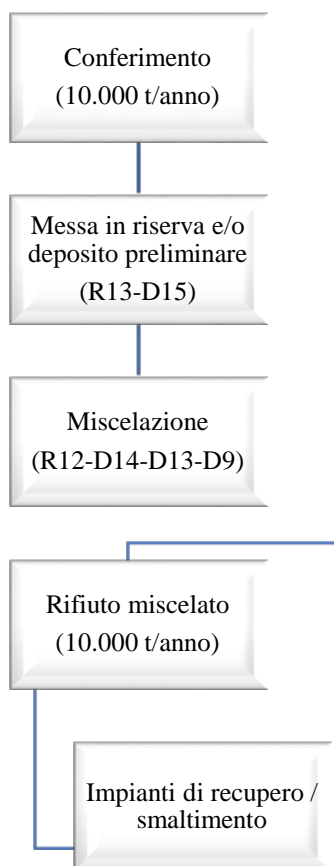 Conferimento
(10.000 t/anno)
Messa in riserva e/o
deposito preliminare
(R13-D15)
Miscelazione
(R12-D14-D13-D9)
Rifiuto miscelato
(10.000 t/anno)
Impianti di recupero /
smaltimento